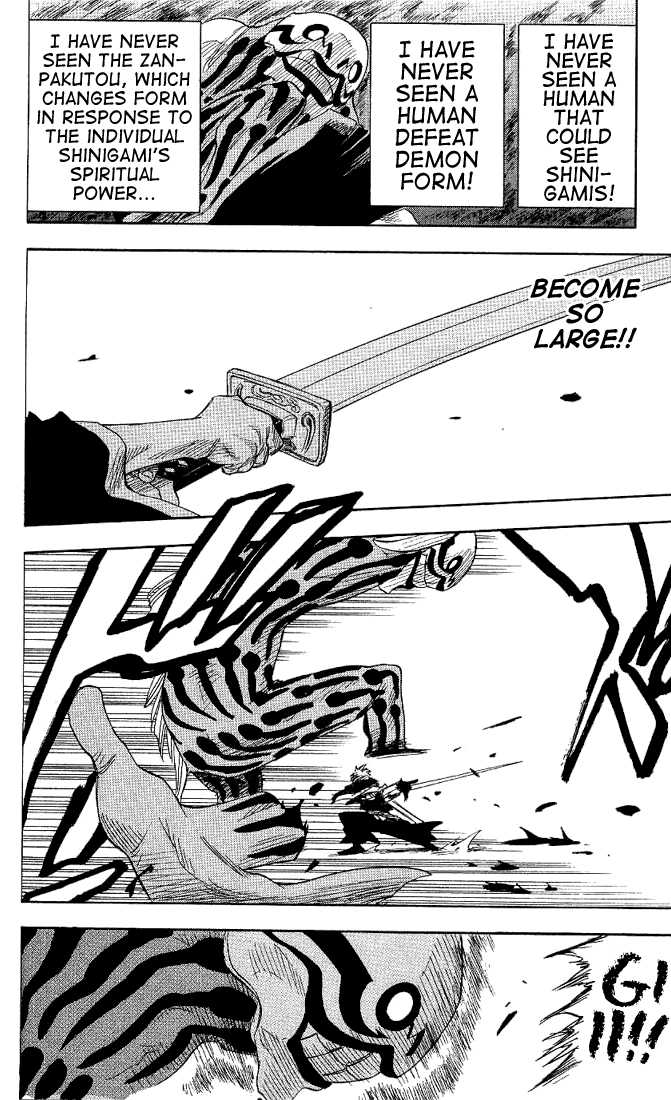 I HAVE
NEVER
SEEN A
HUMAN
THAT
COULD
SEE
SHINI-
GAMIS!
I HAVE
NEVER
SEEN A
HUMAN
DEFEAT
DEMON
FORM!
I HAVE NEVER
SEEN THE ZAN-
PAKUTOU, WHICH
CHANGES FORM
IN RESPONSE TO
THE INDIVIDUAL
SHINIGAMI'S
SPIRITUAL
POWER...
BECOME
SO
LARGE!!
GI
II!!